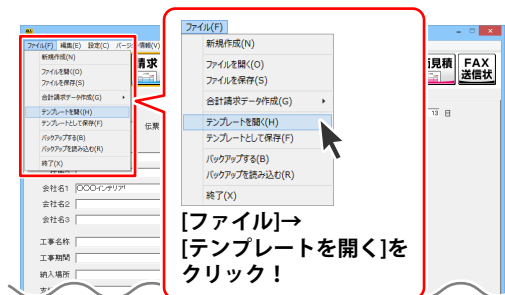 ファイル(F) 編集(E) 設定(C) バージョン情報(V)
新規作成(N)
ファイルを開く(O)
ファイルを保存(S)
合計請求データ作成(G)
テンプレートを開く(H)
テンプレートとして保存(F)
バックアップする(B)
バックアップを読み込む(R)
終了(X)
請求
伝票
会社名1 〇〇〇インテリア
会社名2
会社名3
工事名称
工事期間
納入場所
ファイル(F)
新規作成(N)
ファイルを開く(O)
ファイルを保存(S)
合計請求データ作成(G)
テンプレートを開く(H)
テンプレートとして保存(F)
バックアップする(B)
バックアップを読み込む(R)
終了(X)
[ファイル]→
[テンプレートを開く]を
クリック！
見積
FAX
送信状
13 日